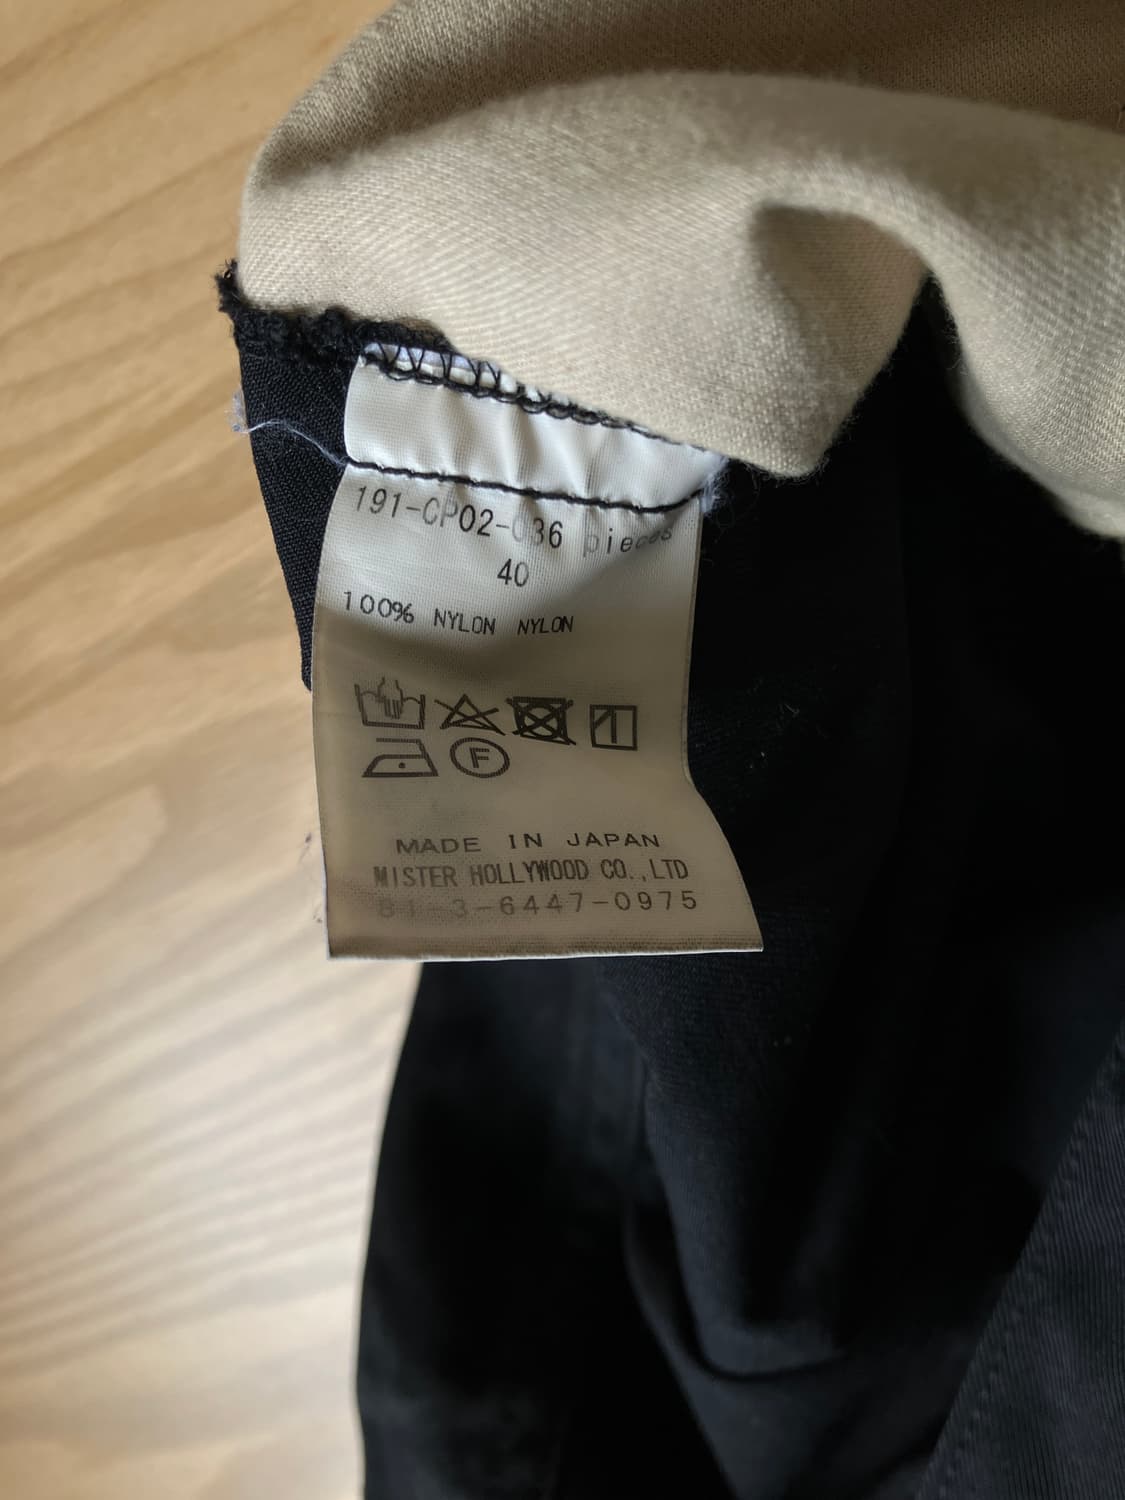 191-CP02-036 pieces
40
100% NYLON NYLON
F
MADE IN JAPAN
MISTER HOLLYWOOD CO.,LTD
81-3-6447-0975